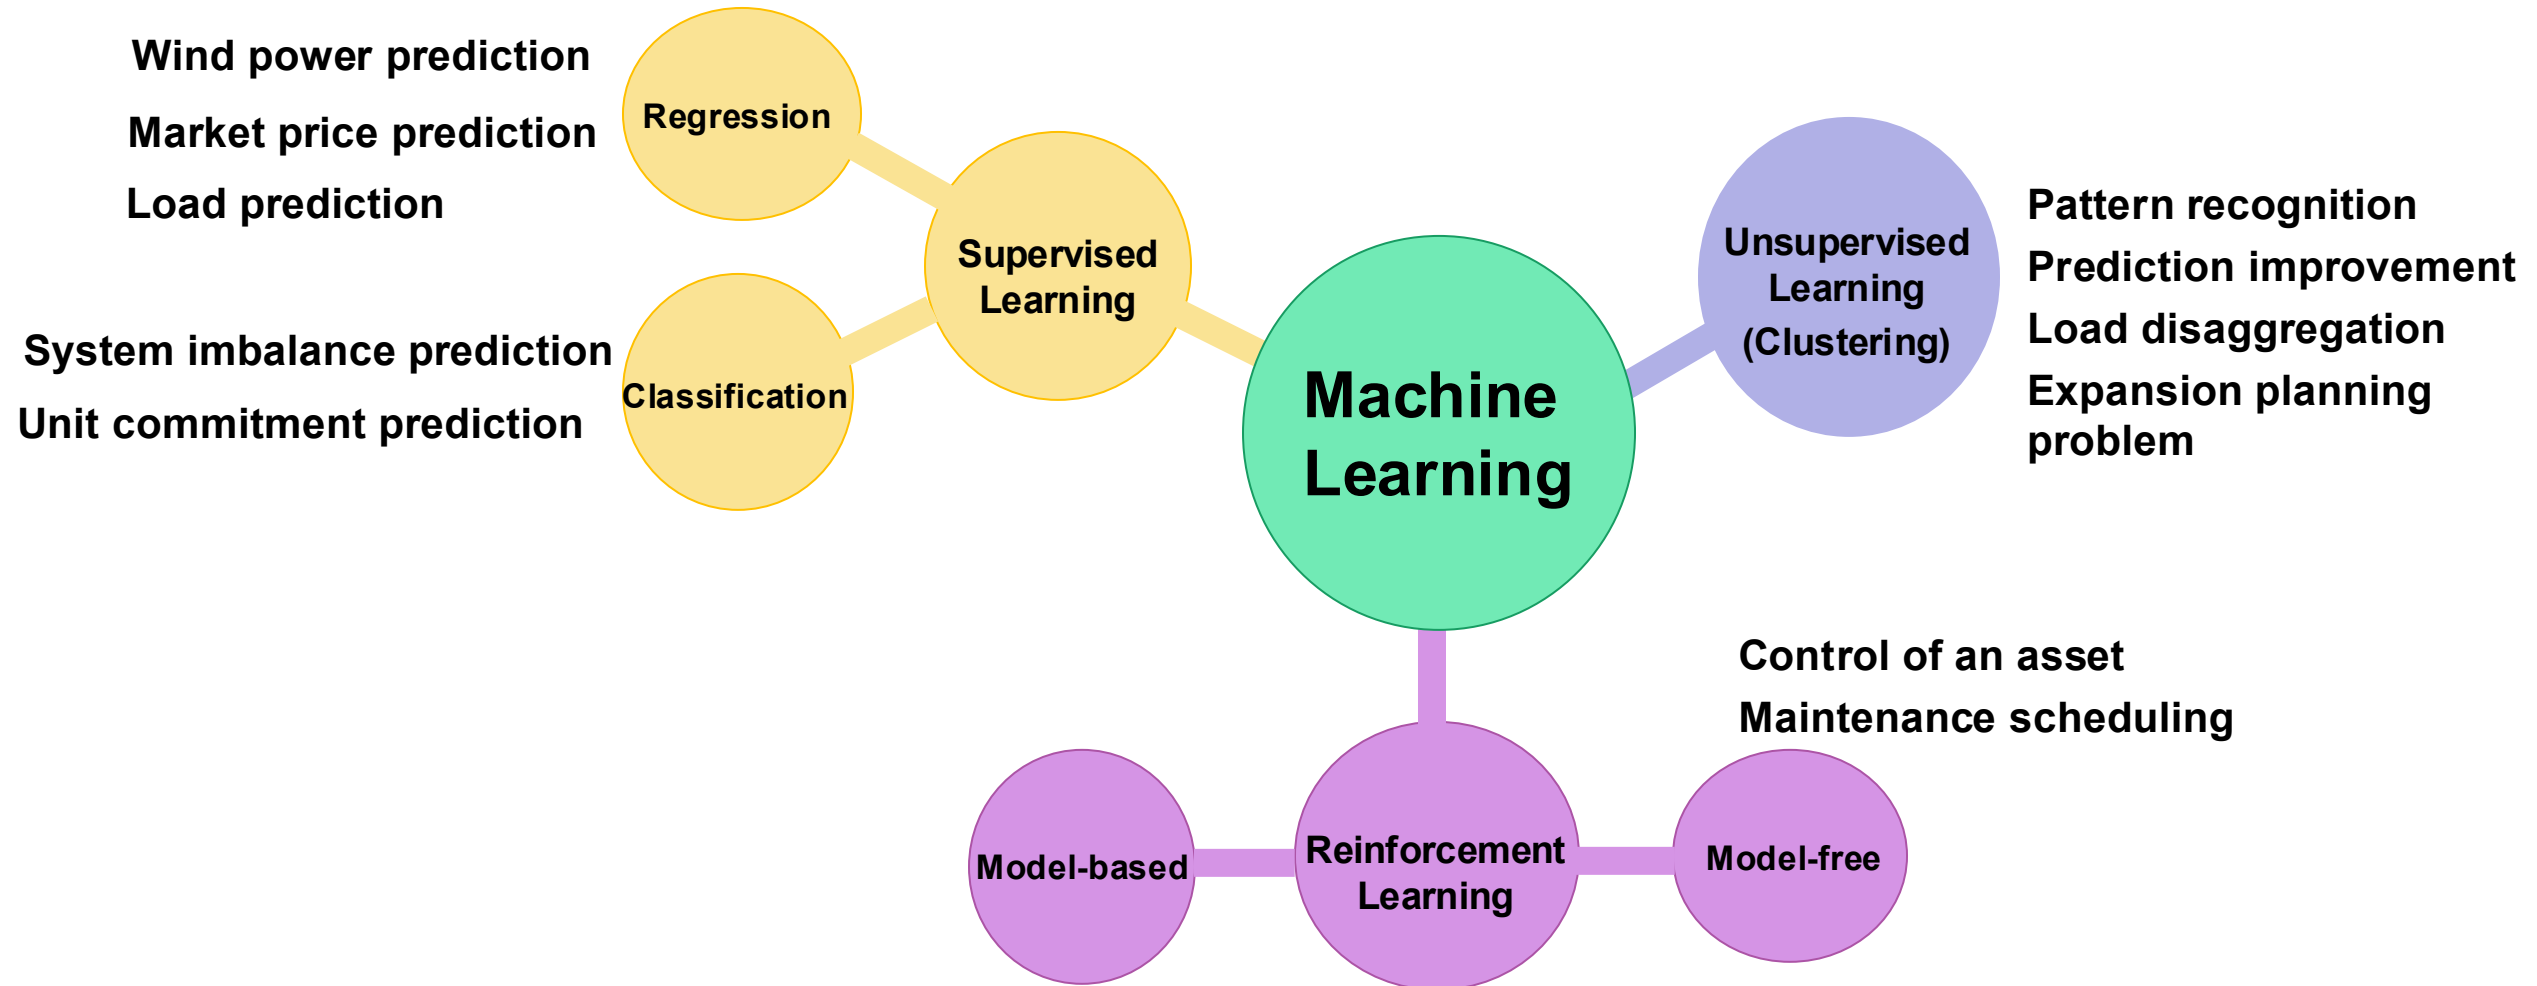 Wind power prediction
Market price prediction
Load prediction
Regression
System imbalance prediction
Unit commitment prediction
Classification
Supervised
Learning
Machine
Learning
Unsupervised
Learning
(Clustering)
Pattern recognition
Prediction improvement
Load disaggregation
Expansion planning
problem
Control of an asset
Maintenance scheduling
Model-based
Reinforcement
Learning
Model-free